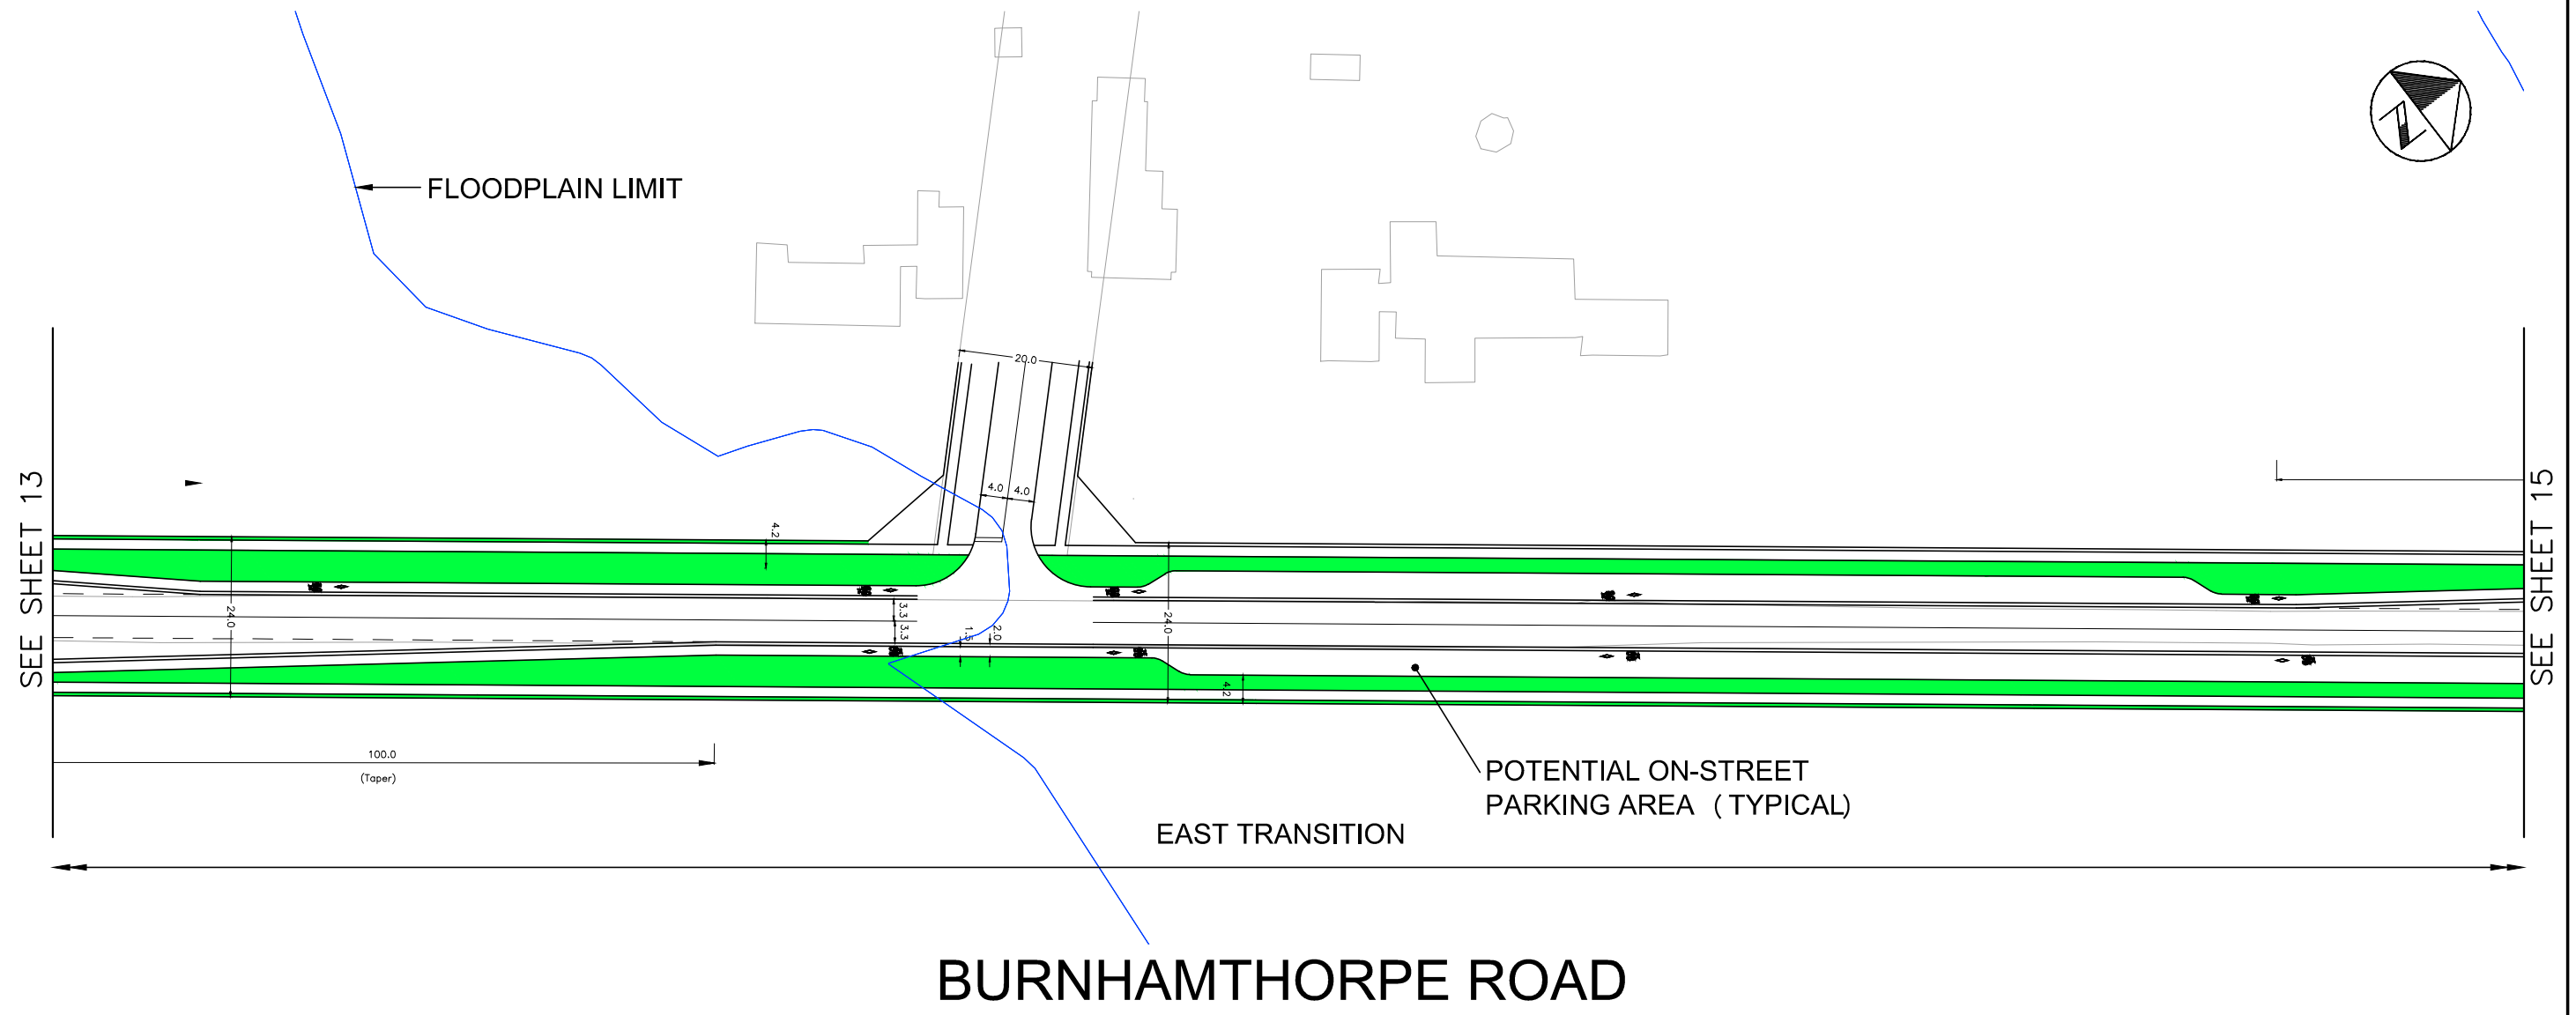 FLOODPLAIN LIMIT
20.0
4.0 4.0
SEE SHEET 13
SEE SHEET 15
4.2
24.0
3.3
3.3
1.5
2.0
24.0
4.2
100.0
(Taper)
POTENTIAL ON-STREET
PARKING AREA ( TYPICAL)
EAST TRANSITION
BURNHAMTHORPE ROAD